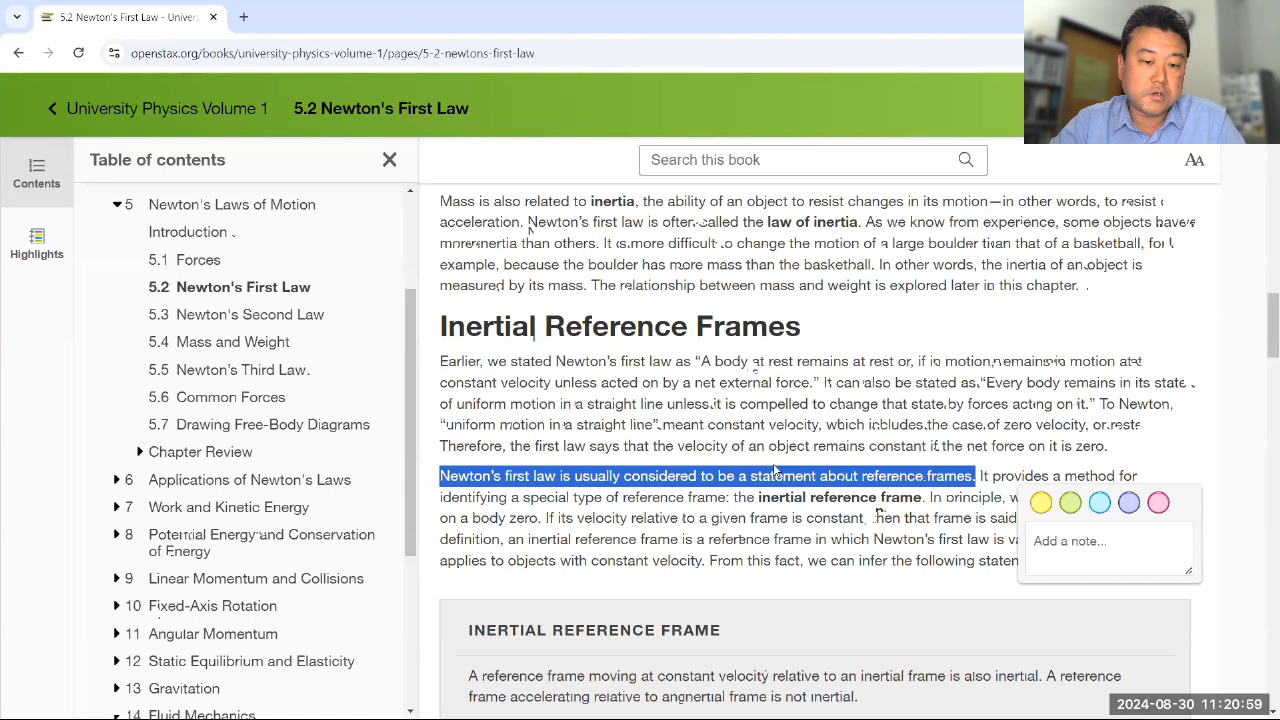 5.2 Newton's First Law - Univers
openstax.org/books/university-physics-volume-1/pages/5-2-newtons-first-law
University Physics Volume 1 5.2 Newton's First Law
Contents
Highlights
Table of contents
5 Newton's Laws of Motion
Introduction
5.1 Forces
5.2 Newton's First Law
5.3 Newton's Second Law
5.4 Mass and Weight
5.5 Newton's Third Law
5.6 Common Forces
5.7 Drawing Free-Body Diagrams
Chapter Review
6 Applications of Newton's Laws
7 Work and Kinetic Energy
8 Potential Energy and Conservation
of Energy
9 Linear Momentum and Collisions
10 Fixed-Axis Rotation
11 Angular Momentum
12 Static Equilibrium and Elasticity
13 Gravitation
14 Fluid Mechanics
Search this book
AA
Mass is also related to inertia, the ability of an object to resist changes in its motion—in other words, to resist
acceleration. Newton's first law is often called the law of inertia. As we know from experience, some objects have
more inertia than others. It is more difficult to change the motion of a large boulder than that of a basketball, for
example, because the boulder has more mass than the basketball. In other words, the inertia of an object is
measured by its mass. The relationship between mass and weight is explored later in this chapter.
Inertial Reference Frames
Earlier, we stated Newton's first law as “A body at rest remains at rest or, if in motion, remains in motion at
constant velocity unless acted on by a net external force.” It can also be stated as “Every body remains in its state
of uniform motion in a straight line unless it is compelled to change that state by forces acting on it.” To Newton,
“uniform motion in a straight line” meant constant velocity, which includes the case of zero velocity, or rest.
Therefore, the first law says that the velocity of an object remains constant if the net force on it is zero.
Newton's first law is usually considered to be a statement about reference frames. It provides a method for
identifying a special type of reference frame: the inertial reference frame. In principle, w
on a body zero. If its velocity relative to a given frame is constant, then that frame is said
definition, an inertial reference frame is a reference frame in which Newton's first law is va
applies to objects with constant velocity. From this fact, we can infer the following statem
Add a note...
INERTIAL REFERENCE FRAME
A reference frame moving at constant velocity relative to an inertial frame is also inertial. A reference
frame accelerating relative to an inertial frame is not inertial.
2024-08-30 11:20:59